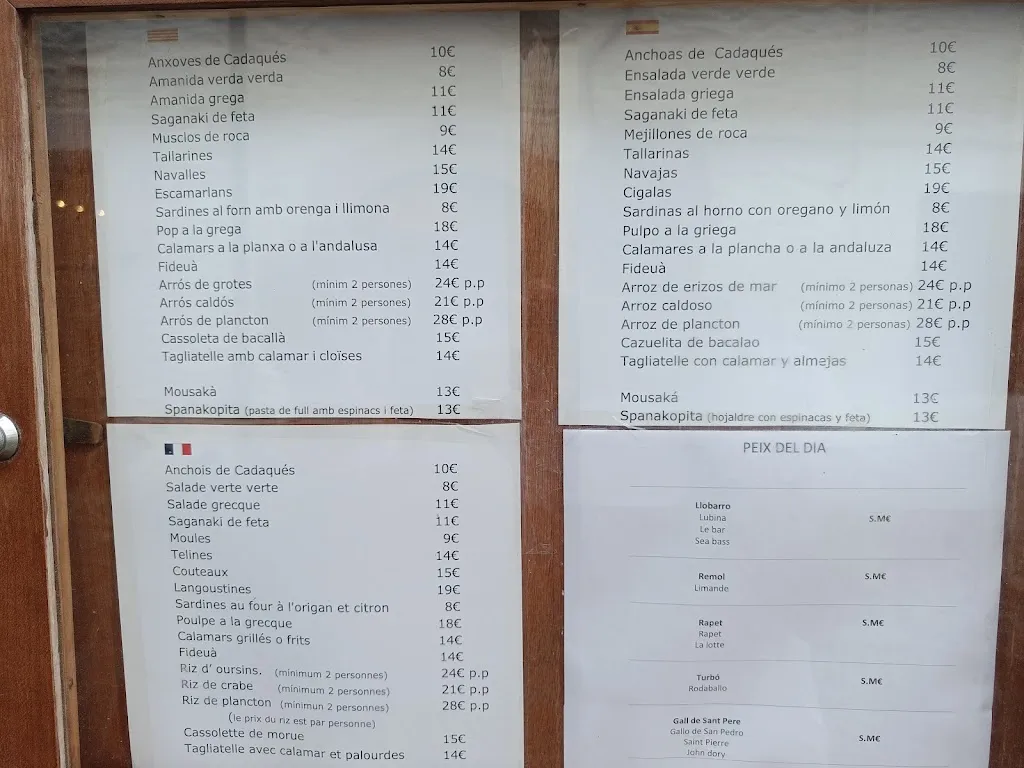 Anxoves de Cadaqués 10€
Amanida verda verda 8€
Amanida grega 11€
Saganaki de feta 11€
Musclos de roca 9€
Tallarines 14€
Navalles 15€
Escamarlans 19€
Sardines al forn amb orenga i llimona 8€
Pop a la grega 18€
Calamars a la planxa o a l'andalusa 14€
Fideuà 14€
Arrós de grotes (mínim 2 persones) 24€ p.p
Arrós caldós (mínim 2 persones) 21€ p.p
Arrós de plancton (mínim 2 persones) 28€ p.p
Cassoleta de bacallà 15€
Tagliatelle amb calamar i cloïses 14€
Mousakà 13€
Spanakopita (pasta de full amb espinacs i feta) 13€
Anchoas de Cadaqués 10€
Ensalada verde verde 8€
Ensalada griega 11€
Saganaki de feta 11€
Mejillones de roca 9€
Tallarinas 14€
Navajas 15€
Cigalas 19€
Sardinas al horno con oregano y limón 8€
Pulpo a la griega 18€
Calamares a la plancha o a la andaluza 14€
Fideuà 14€
Arroz de erizos de mar (mínimo 2 personas) 24€ p.p
Arroz caldoso (mínimo 2 personas) 21€ p.p
Arroz de plancton (mínimo 2 personas) 28€ p.p
Cazuelita de bacalao 15€
Tagliatelle con calamar y almejas 14€
Mousaká 13€
Spanakopita (hojaldre con espinacas y feta) 13€
Anchois de Cadaqués 10€
Salade verte verte 8€
Salade grecque 11€
Saganaki de feta 11€
Moules 9€
Telines 14€
Couteaux 15€
Langoustines 19€
Sardines au four à l'origan et citron 8€
Poulpe a la grecque 18€
Calamars grillés o frits 14€
Fideuà 14€
Riz d' oursins. (minimum 2 personnes) 24€ p.p
Riz de crabe (minimum 2 personnes) 21€ p.p
Riz de plancton (minimun 2 personnes) 28€ p.p
(le prix du riz est par personne)
Cassolette de morue 15€
Tagliatelle avec calamar et palourdes 14€
PEIX DEL DIA
Llobarro S.M€
Lubina
Le bar
Sea bass
Remol S.M€
Limande
Rapet S.M€
Rapet
La lotte
Turbó S.M€
Rodaballo
Gall de Sant Pere S.M€
Gallo de San Pedro
Saint Pierre
John dory